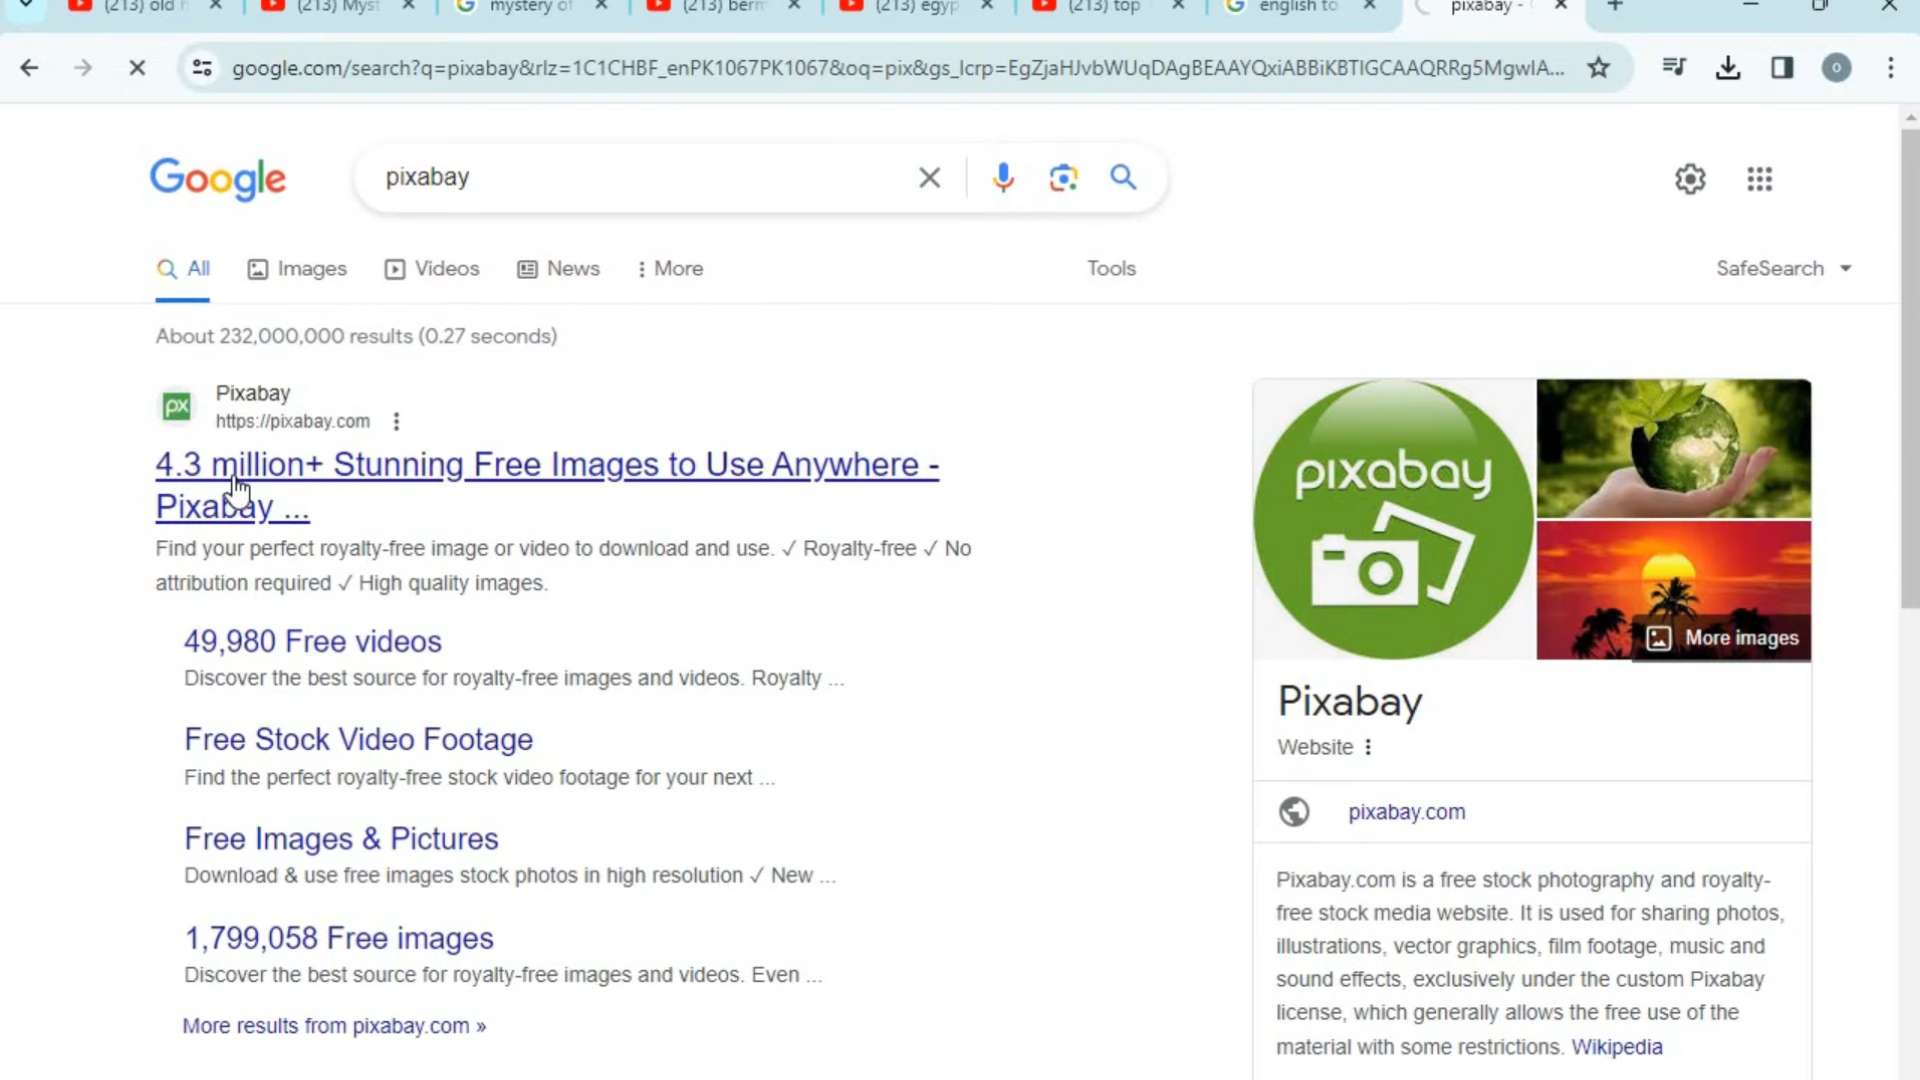 (213) old h
(213) Myst
mystery of
(213) berm
(213) egyp
(213) top
english to
pixabay -
google.com/search?q=pixabay&rlz=1C1CHBF_enPK1067PK1067&oq=pix&gs_lcrp=EgZjaHJvbWUqDAgBEAAYQxiABBiKBTIGCAAQRRg5MgwIA...
Google
pixabay
All
Images
Videos
News
More
Tools
SafeSearch
About 232,000,000 results (0.27 seconds)
px
Pixabay
https://pixabay.com
4.3 million+ Stunning Free Images to Use Anywhere -
Pixabay ...
Find your perfect royalty-free image or video to download and use. ✓ Royalty-free ✓ No
attribution required ✓ High quality images.
49,980 Free videos
Discover the best source for royalty-free images and videos. Royalty ...
Free Stock Video Footage
Find the perfect royalty-free stock video footage for your next ...
Free Images & Pictures
Download & use free images stock photos in high resolution ✓ New ...
1,799,058 Free images
Discover the best source for royalty-free images and videos. Even ...
More results from pixabay.com »
pixabay
More images
Pixabay
Website
pixabay.com
Pixabay.com is a free stock photography and royalty-
free stock media website. It is used for sharing photos,
illustrations, vector graphics, film footage, music and
sound effects, exclusively under the custom Pixabay
license, which generally allows the free use of the
material with some restrictions. Wikipedia